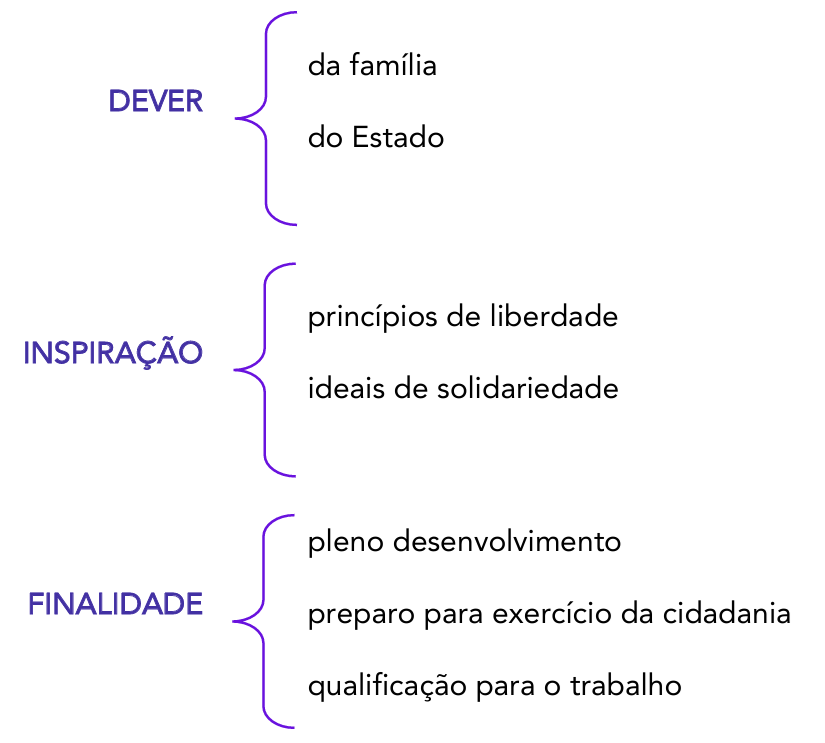 DEVER
da família
do Estado
INSPIRAÇÃO
princípios de liberdade
ideais de solidariedade
FINALIDADE
pleno desenvolvimento
preparo para exercício da cidadania
qualificação para o trabalho